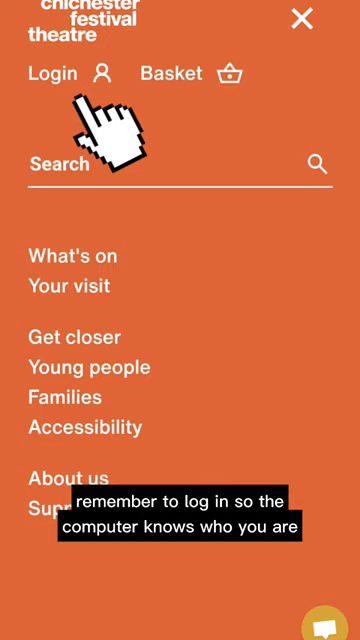 chichester
festival
theatre
Login
Basket
Search
What's on
Your visit
Get closer
Young people
Families
Accessibility
About us
remember to log in so the
computer knows who you are